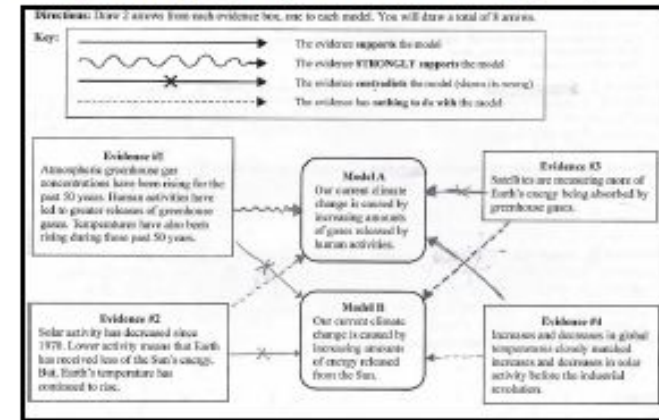 Directions: Draw 2 arrows from each evidence box, one to each model. You will draw a total of 8 arrows.
Key:
The evidence supports the model
The evidence STRONGLY supports the model
The evidence contradicts the model (shows its wrong)
The evidence has nothing to do with the model
Evidence #1
Atmospheric greenhouse gas
concentrations have been rising for the
past 50 years. Human activities have
led to greater releases of greenhouse
gases. Temperatures have also been
rising during these past 50 years.
Model A
Our current climate
change is caused by
increasing amounts
of gases released by
human activities.
Evidence #3
Satellites are measuring more of
Earth's energy being absorbed by
greenhouse gases.
Evidence #2
Solar activity has decreased since
1970. Lower activity means that Earth
has received less of the Sun's energy.
But, Earth's temperature has
continued to rise.
Model B
Our current climate
change is caused by
increasing amounts
of energy released
from the Sun.
Evidence #4
Increases and decreases in global
temperatures closely matched
increases and decreases in solar
activity before the industrial
revolution.